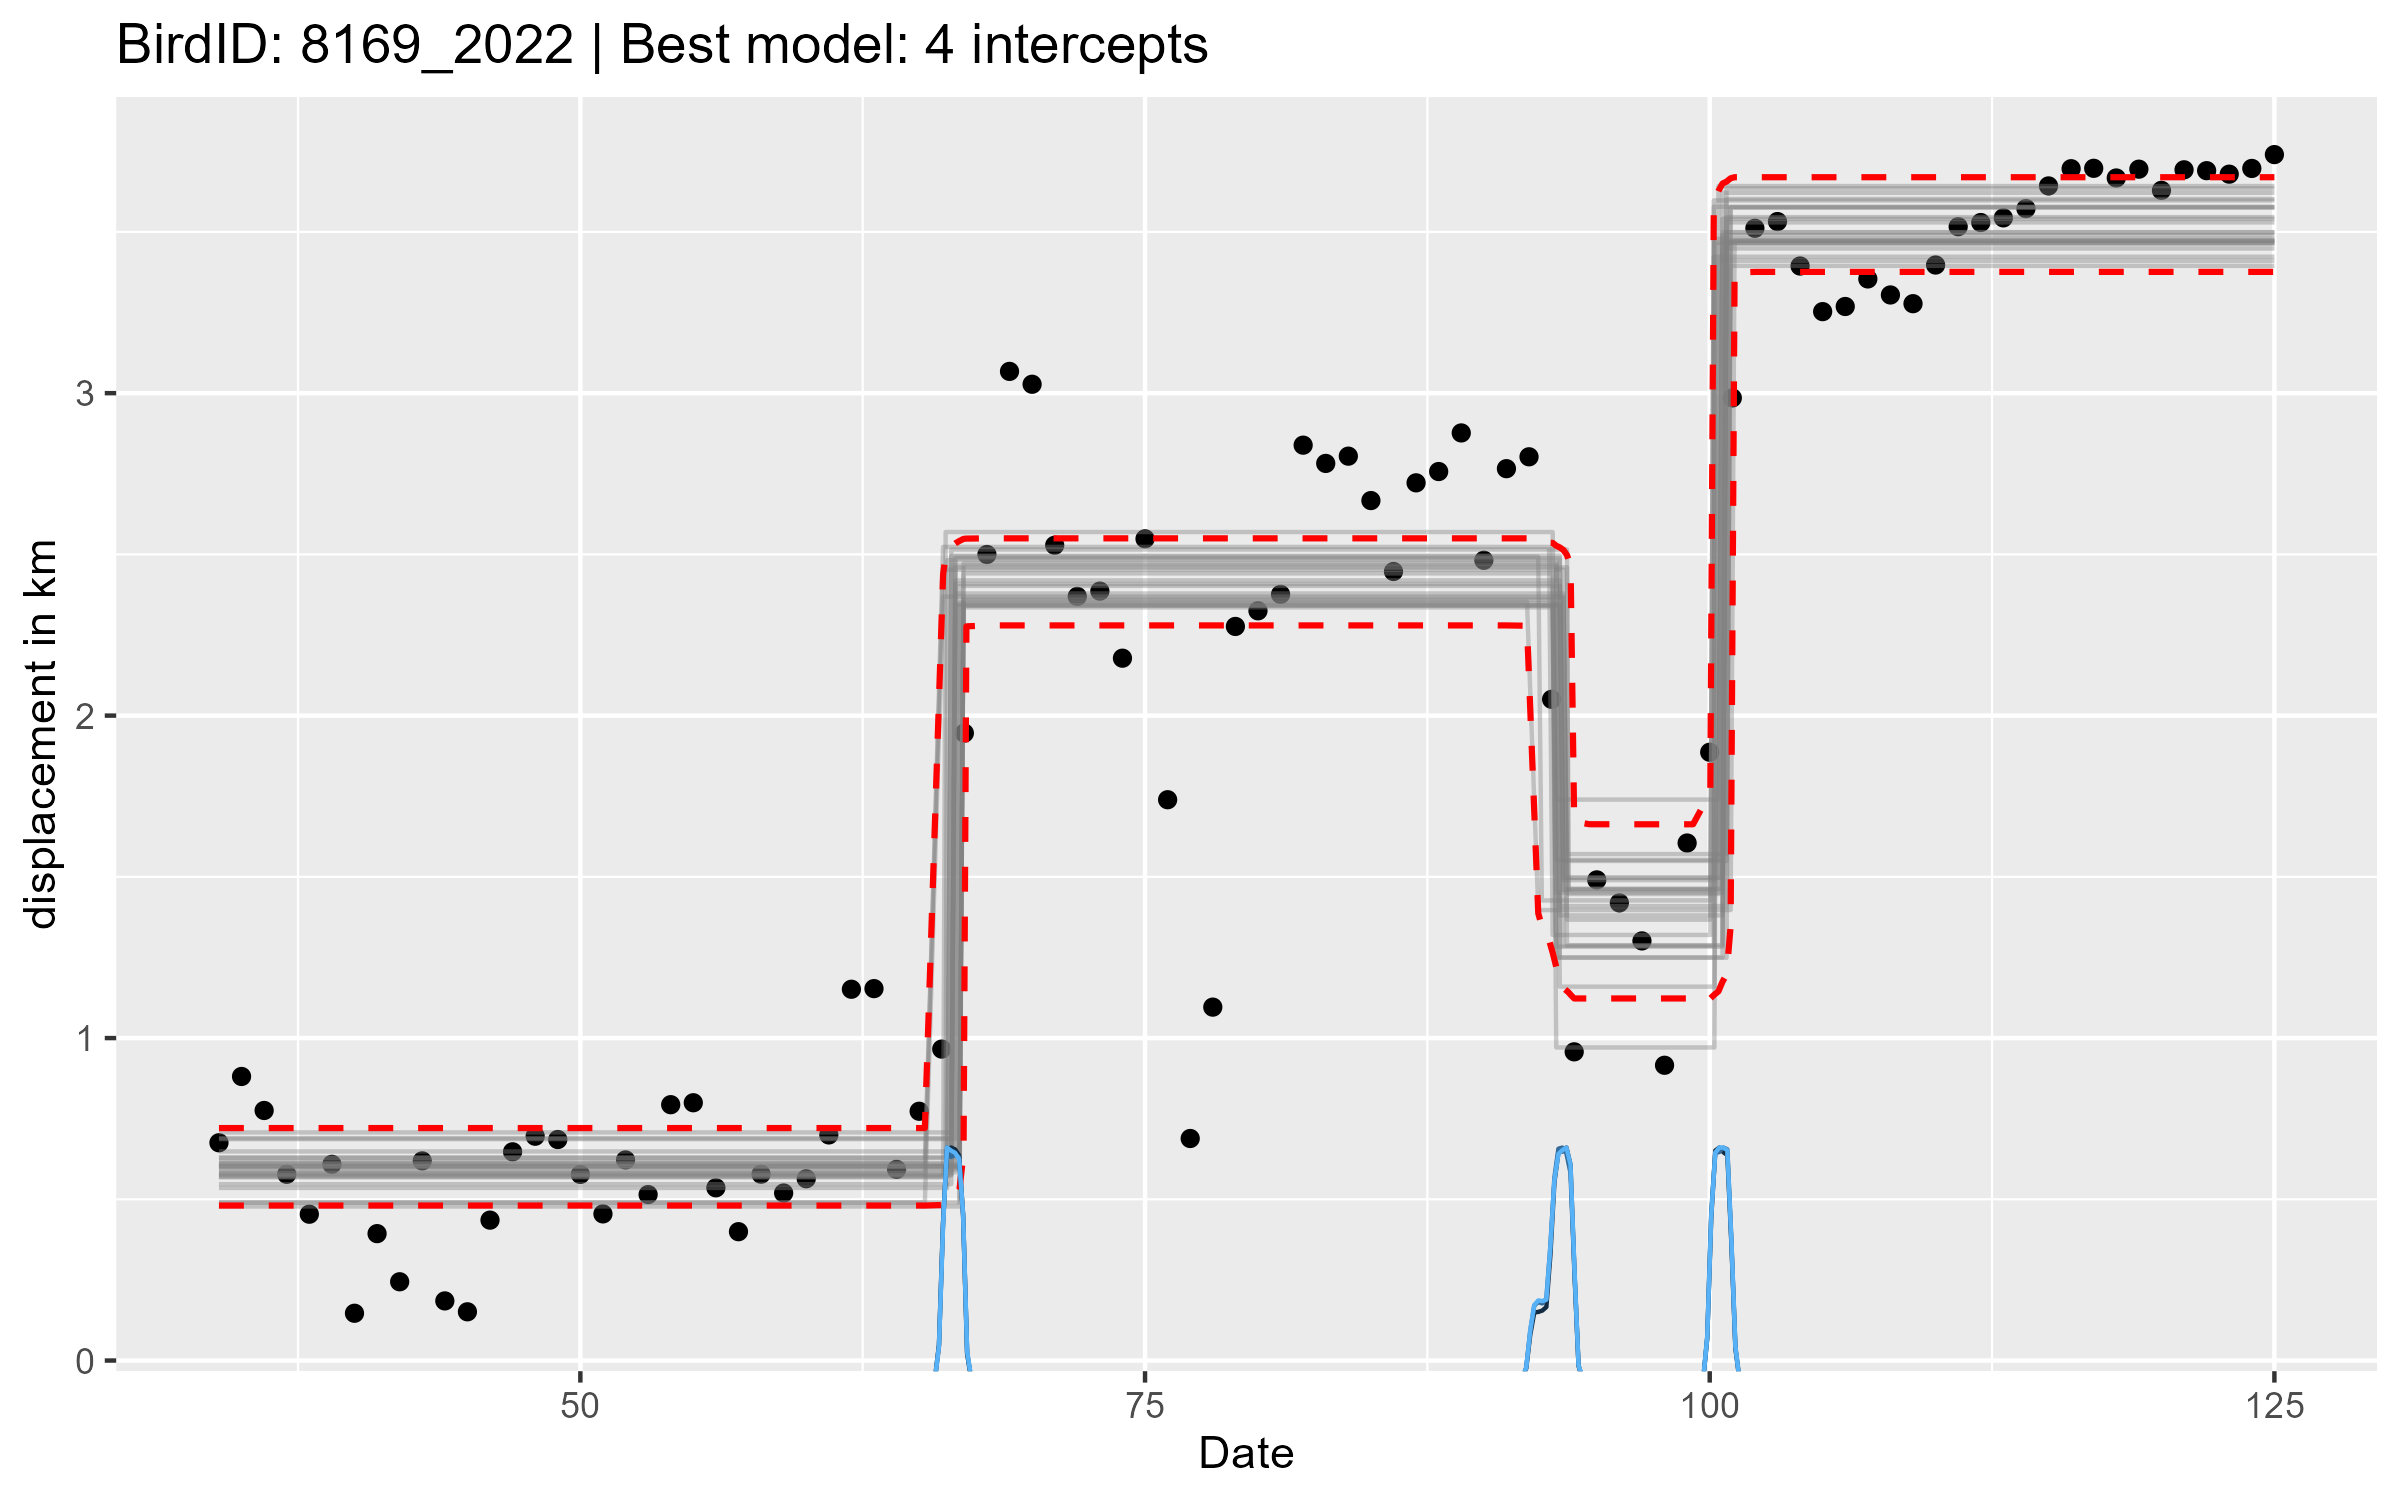 BirdID: 8169_2022 | Best model: 4 intercepts
displacement in km
3
2
1
0
50 75 100 125
Date